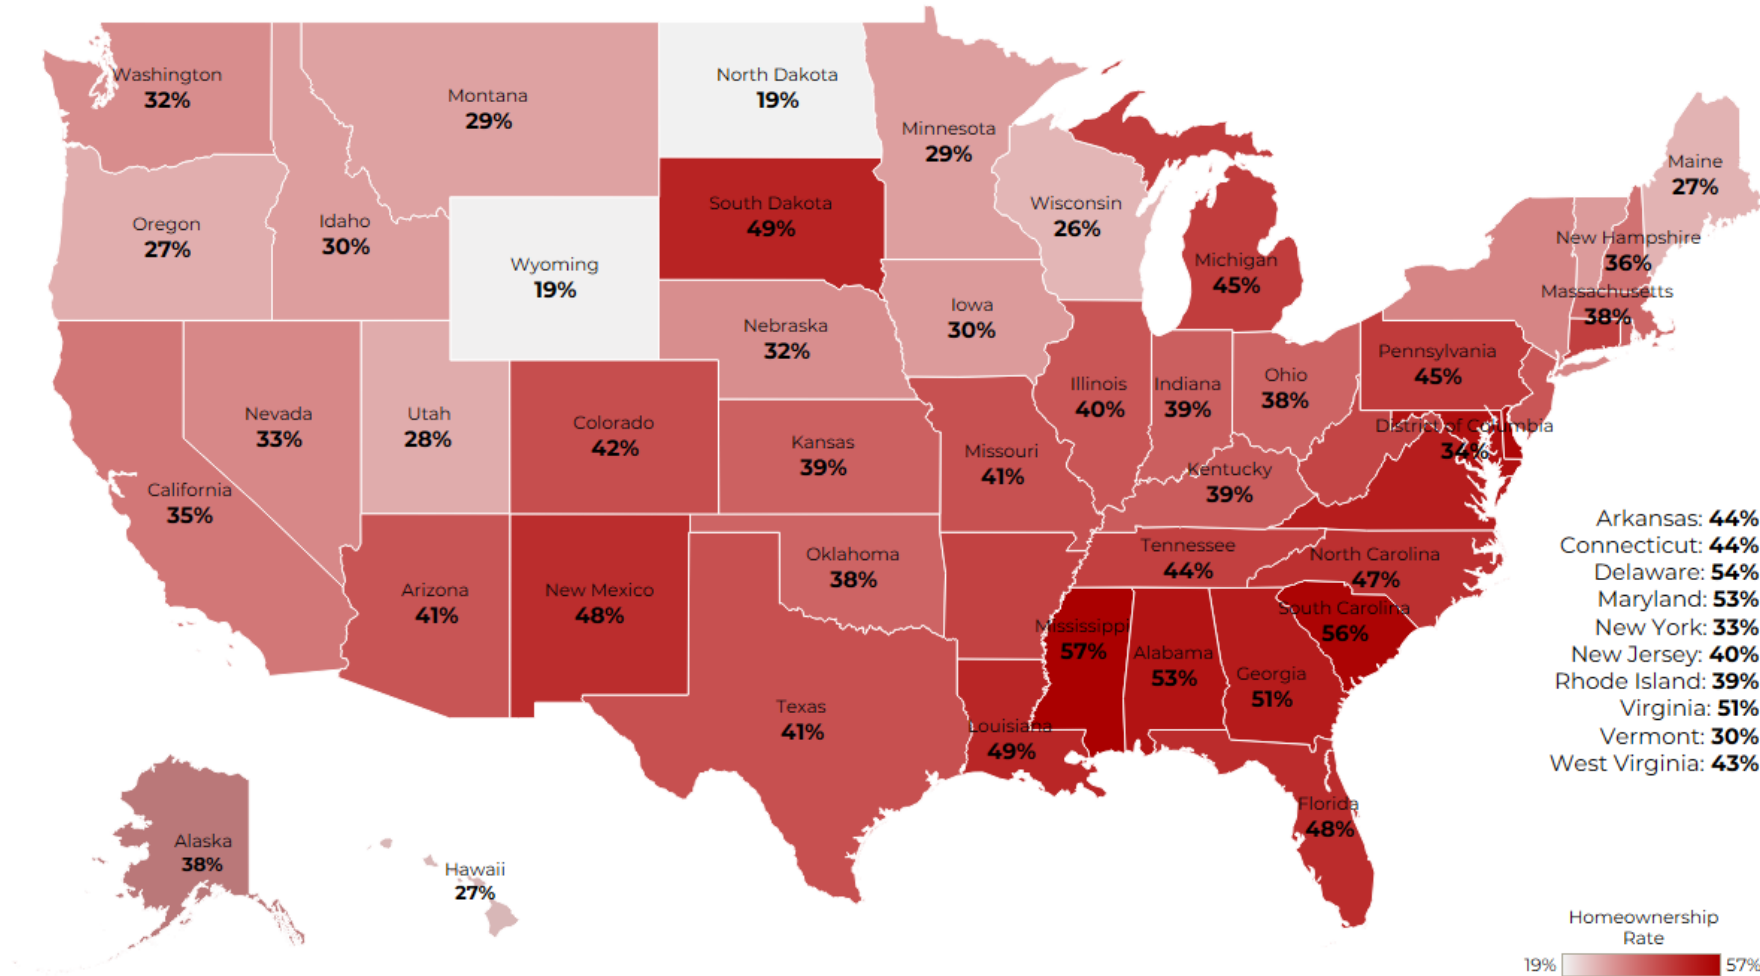 Washington
32%
Montana
29%
North Dakota
19%
Minnesota
29%
Oregon
27%
Idaho
30%
Wyoming
19%
South Dakota
49%
Wisconsin
26%
Michigan
45%
Maine
27%
New Hampshire
36%
Massachusetts
38%
Nebraska
32%
Iowa
30%
Pennsylvania
45%
Nevada
33%
Utah
28%
Colorado
42%
Kansas
39%
Missouri
41%
Illinois
40%
Indiana
39%
Ohio
38%
District of Columbia
34%
Kentucky
39%
California
35%
Arizona
41%
New Mexico
48%
Oklahoma
38%
Tennessee
44%
North Carolina
47%
South Carolina
56%
Mississippi
57%
Alabama
53%
Georgia
51%
Texas
41%
Louisiana
49%
Florida
48%
Alaska
38%
Hawaii
27%
Arkansas: 44%
Connecticut: 44%
Delaware: 54%
Maryland: 53%
New York: 33%
New Jersey: 40%
Rhode Island: 39%
Virginia: 51%
Vermont: 30%
West Virginia: 43%
Homeownership
Rate
19% 57%